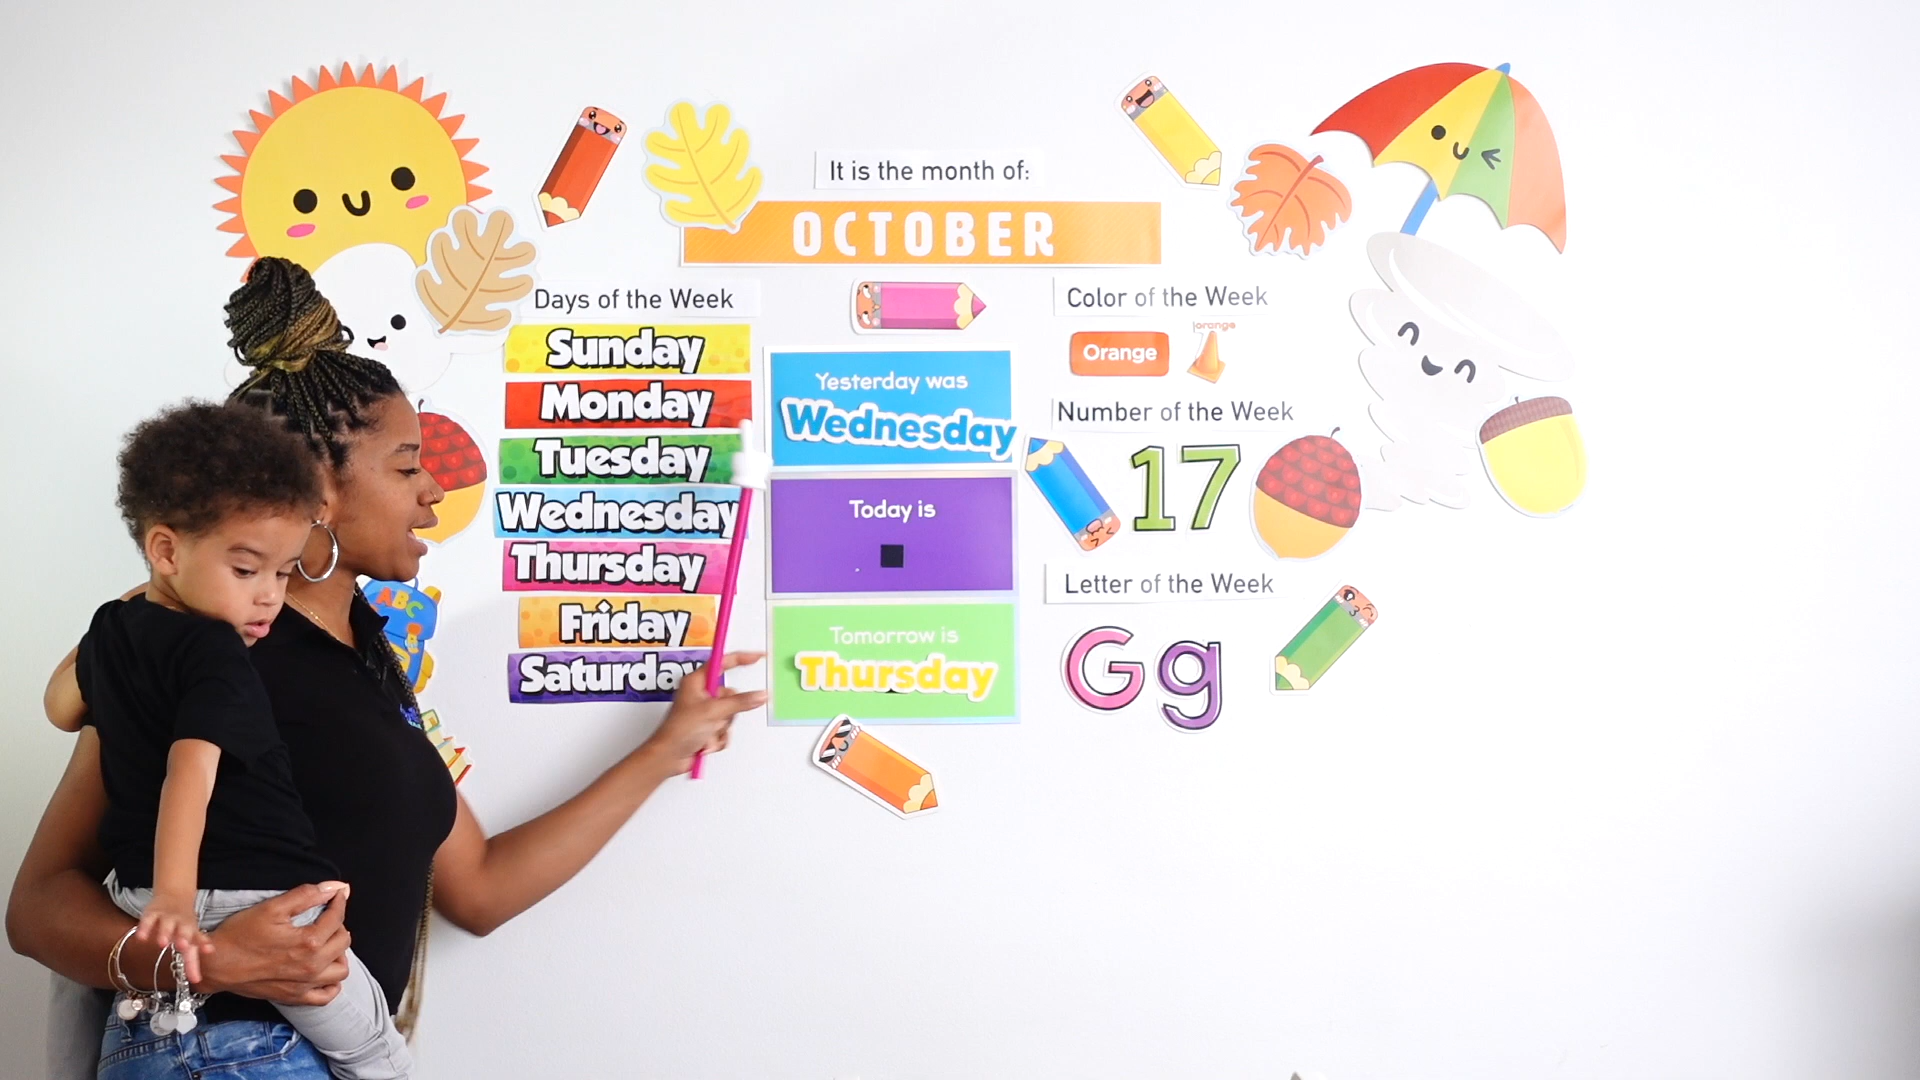 It is the month of:
OCTOBER
Days of the Week
Sunday
Monday
Tuesday
Wednesday
Thursday
Friday
Saturday
Yesterday was
Wednesday
Today is
Tomorrow is
Thursday
Color of the Week
Orange
orange
Number of the Week
17
Letter of the Week
Gg
ABC